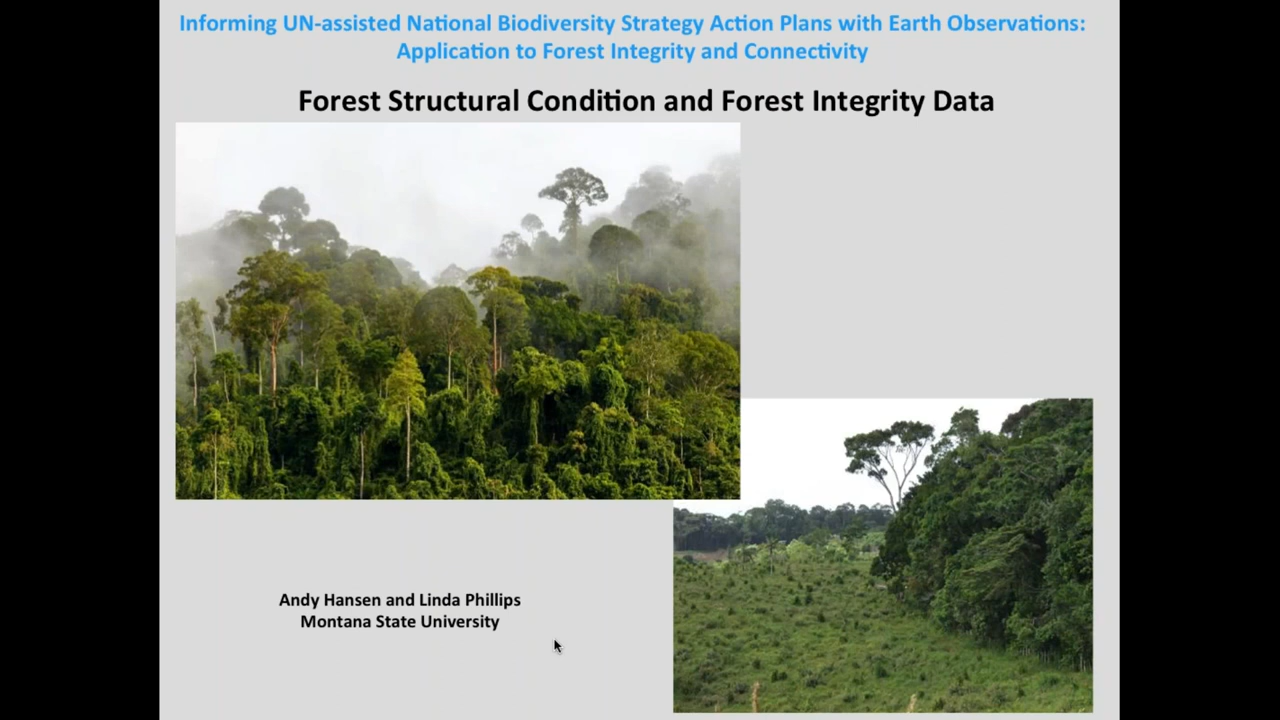 Informing UN-assisted National Biodiversity Strategy Action Plans with Earth Observations:
Application to Forest Integrity and Connectivity
Forest Structural Condition and Forest Integrity Data
Andy Hansen and Linda Phillips
Montana State University